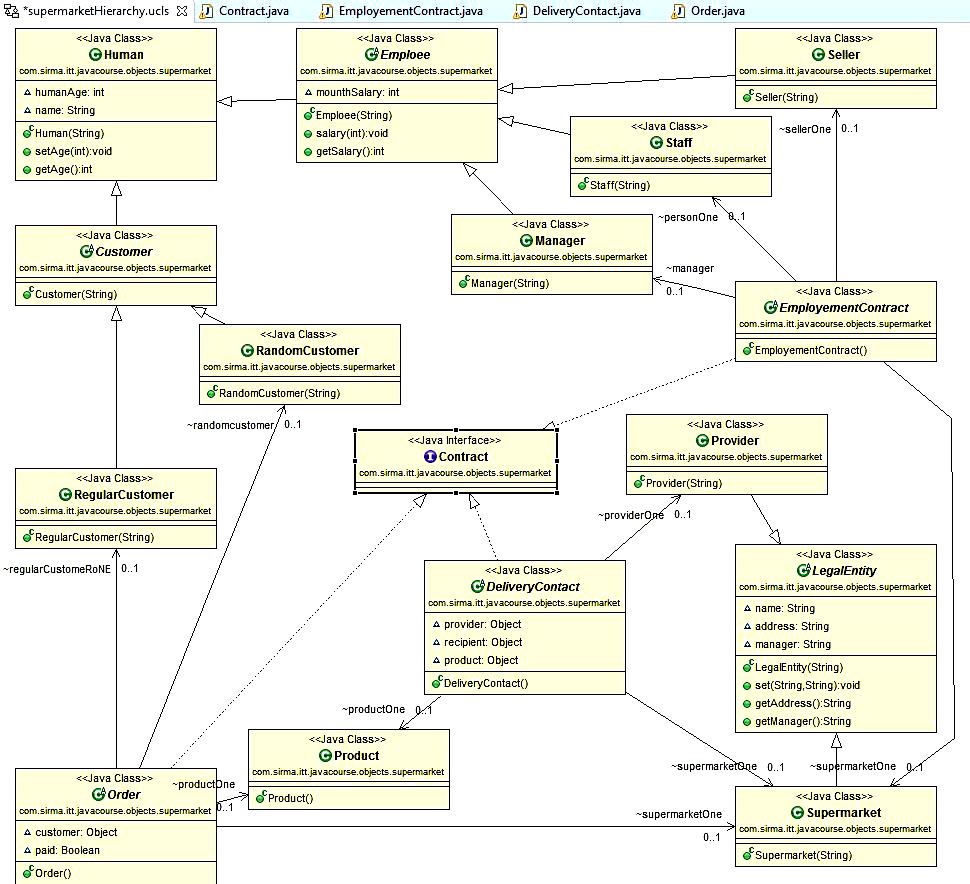 *supermarketHierarchy.ucls
Contract.java
EmployementContract.java
DeliveryContact.java
Order.java
<<Java Class>>
Human
com.sirma.itt.javacourse.objects.supermarket
humanAge: int
name: String
Human(String)
setAge(int):void
getAge():int
<<Java Class>>
Emploee
com.sirma.itt.javacourse.objects.supermarket
mounthSalary: int
Emploee(String)
salary(int):void
getSalary():int
<<Java Class>>
Seller
com.sirma.itt.javacourse.objects.supermarket
Seller(String)
~sellerOne
0..1
<<Java Class>>
Staff
com.sirma.itt.javacourse.objects.supermarket
Staff(String)
~personOne
0..1
<<Java Class>>
Customer
com.sirma.itt.javacourse.objects.supermarket
Customer(String)
<<Java Class>>
Manager
com.sirma.itt.javacourse.objects.supermarket
Manager(String)
~manager
0..1
<<Java Class>>
EmployementContract
com.sirma.itt.javacourse.objects.supermarket
EmployementContract()
<<Java Class>>
RandomCustomer
com.sirma.itt.javacourse.objects.supermarket
RandomCustomer(String)
~randomcustomer
0..1
<<Java Interface>>
Contract
com.sirma.itt.javacourse.objects.supermarket
<<Java Class>>
Provider
com.sirma.itt.javacourse.objects.supermarket
Provider(String)
~providerOne
0..1
<<Java Class>>
RegularCustomer
com.sirma.itt.javacourse.objects.supermarket
RegularCustomer(String)
~regularCustomeRoNE
0..1
<<Java Class>>
DeliveryContact
com.sirma.itt.javacourse.objects.supermarket
provider: Object
recipient: Object
product: Object
DeliveryContact()
<<Java Class>>
LegalEntity
com.sirma.itt.javacourse.objects.supermarket
name: String
address: String
manager: String
LegalEntity(String)
set(String,String):void
getAddress():String
getManager():String
~productOne
0..1
<<Java Class>>
Product
com.sirma.itt.javacourse.objects.supermarket
Product()
~supermarketOne
0..1
~supermarketOne
0..1
<<Java Class>>
Order
com.sirma.itt.javacourse.objects.supermarket
customer: Object
paid: Boolean
Order()
~productOne
0..1
~supermarketOne
0..1
<<Java Class>>
Supermarket
com.sirma.itt.javacourse.objects.supermarket
Supermarket(String)